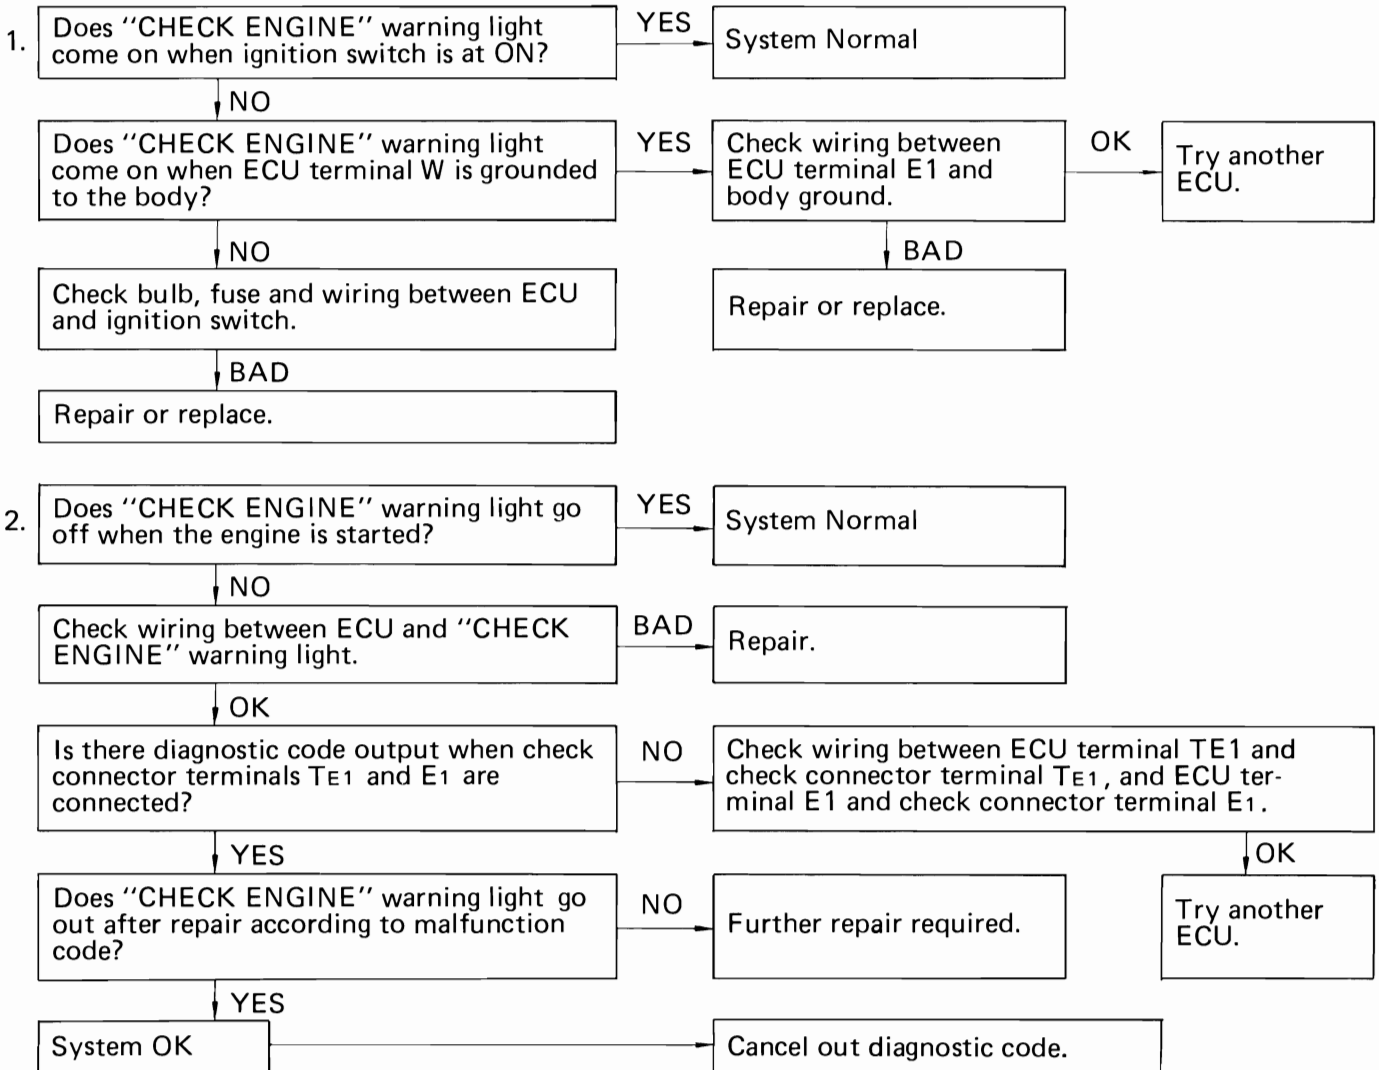 1.
Does “CHECK ENGINE” warning light
come on when ignition switch is at ON?
YES
System Normal
NO
Does “CHECK ENGINE” warning light
come on when ECU terminal W is grounded
to the body?
YES
Check wiring between
ECU terminal E1 and
body ground.
OK
Try another
ECU.
NO
BAD
Check bulb, fuse and wiring between ECU
and ignition switch.
Repair or replace.
BAD
Repair or replace.
2.
Does “CHECK ENGINE” warning light go
off when the engine is started?
YES
System Normal
NO
Check wiring between ECU and “CHECK
ENGINE” warning light.
BAD
Repair.
OK
Is there diagnostic code output when check
connector terminals TE1 and E1 are
connected?
NO
Check wiring between ECU terminal TE1 and
check connector terminal TE1, and ECU ter-
minal E1 and check connector terminal E1.
YES
OK
Does “CHECK ENGINE” warning light go
out after repair according to malfunction
code?
NO
Further repair required.
Try another
ECU.
YES
System OK
Cancel out diagnostic code.